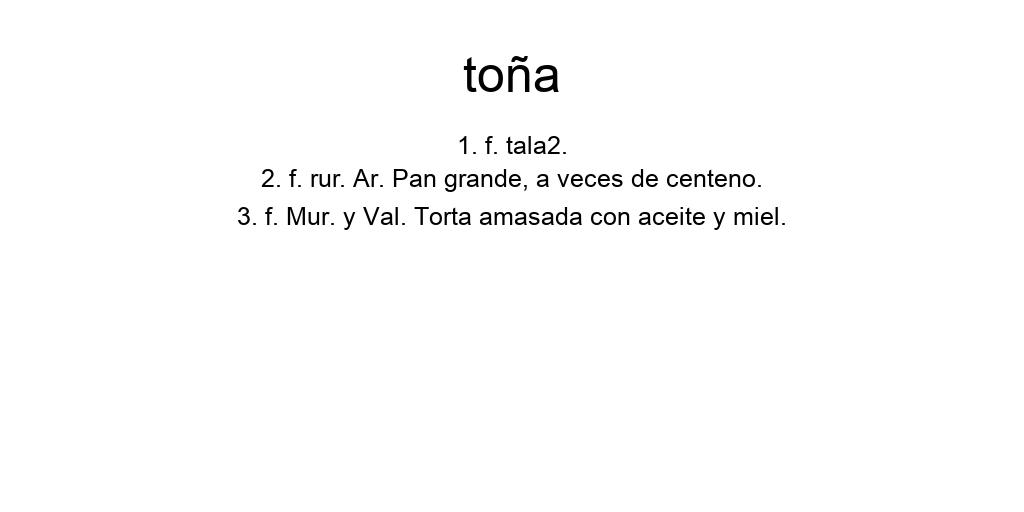 toña
1. f. tala2.
2. f. rur. Ar. Pan grande, a veces de centeno.
3. f. Mur. y Val. Torta amasada con aceite y miel.